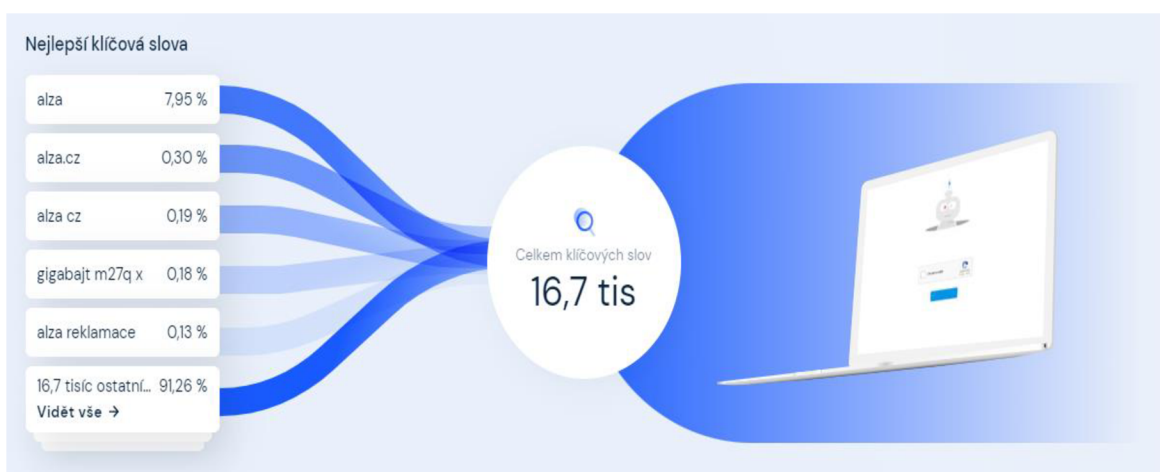 Nejlepší klíčová slova
alza 7,95 %
alza.cz 0,30 %
alza cz 0,19 %
gigabajt m27q x 0,18 %
alza reklamace 0,13 %
16,7 tisíc ostatní... 91,26 %
Vidět vše →
Celkem klíčových slov
16,7 tis